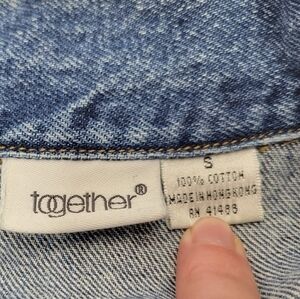 together®
S
100% COTTON
MADE IN HONG KONG
RN 41488